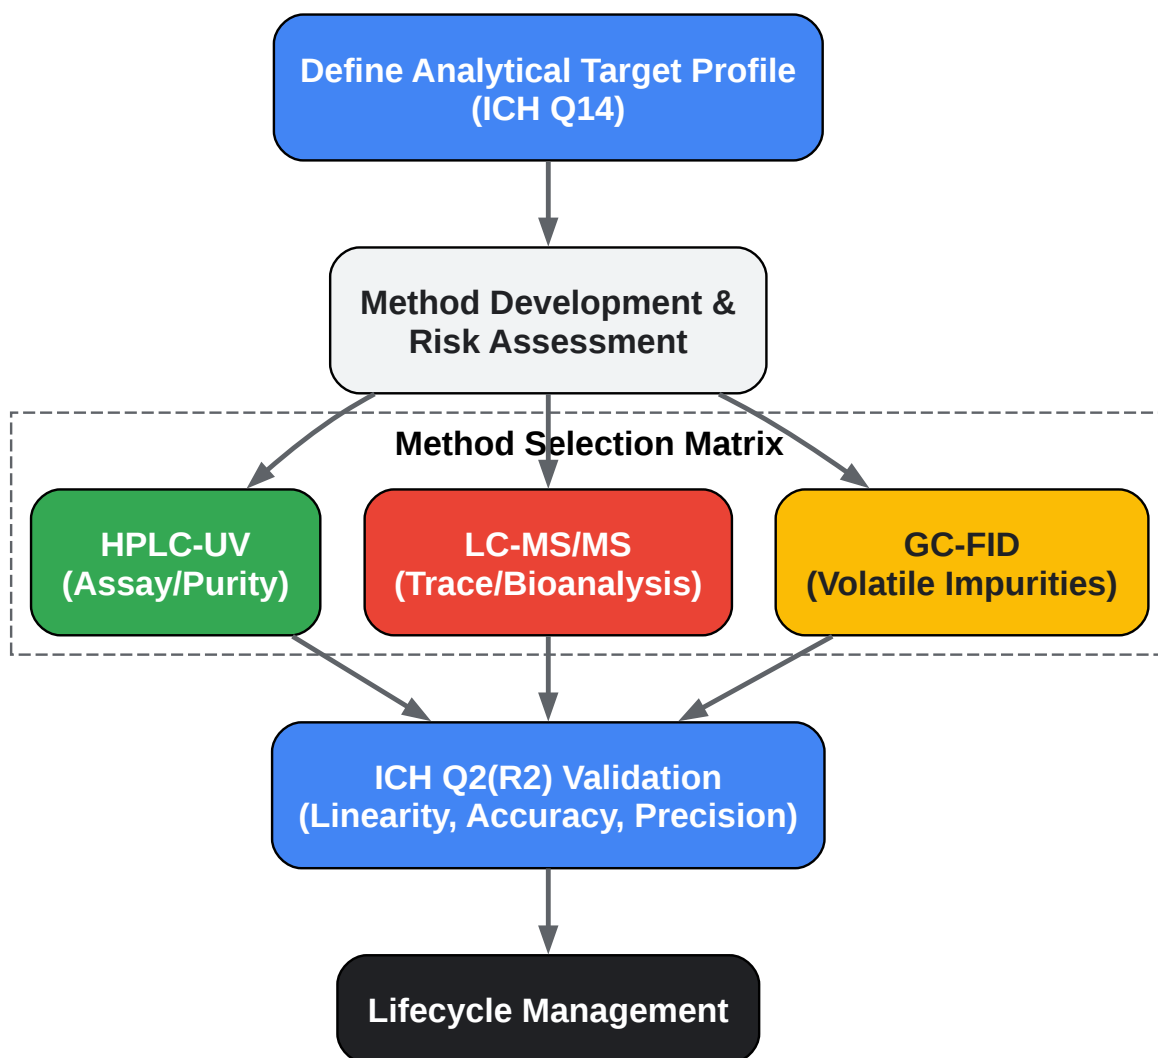 Define Analytical Target Profile
(ICH Q14)
Method Development &
Risk Assessment
Method Selection Matrix
HPLC-UV
(Assay/Purity)
LC-MS/MS
(Trace/Bioanalysis)
GC-FID
(Volatile Impurities)
ICH Q2(R2) Validation
(Linearity, Accuracy, Precision)
Lifecycle Management